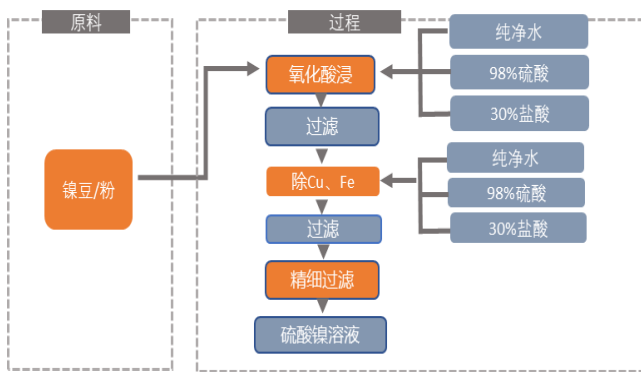 原料
过程
纯净水
氧化酸浸
98%硫酸
30%盐酸
过滤
镍豆/粉
除Cu、Fe
纯净水
98%硫酸
30%盐酸
过滤
精细过滤
硫酸镍溶液